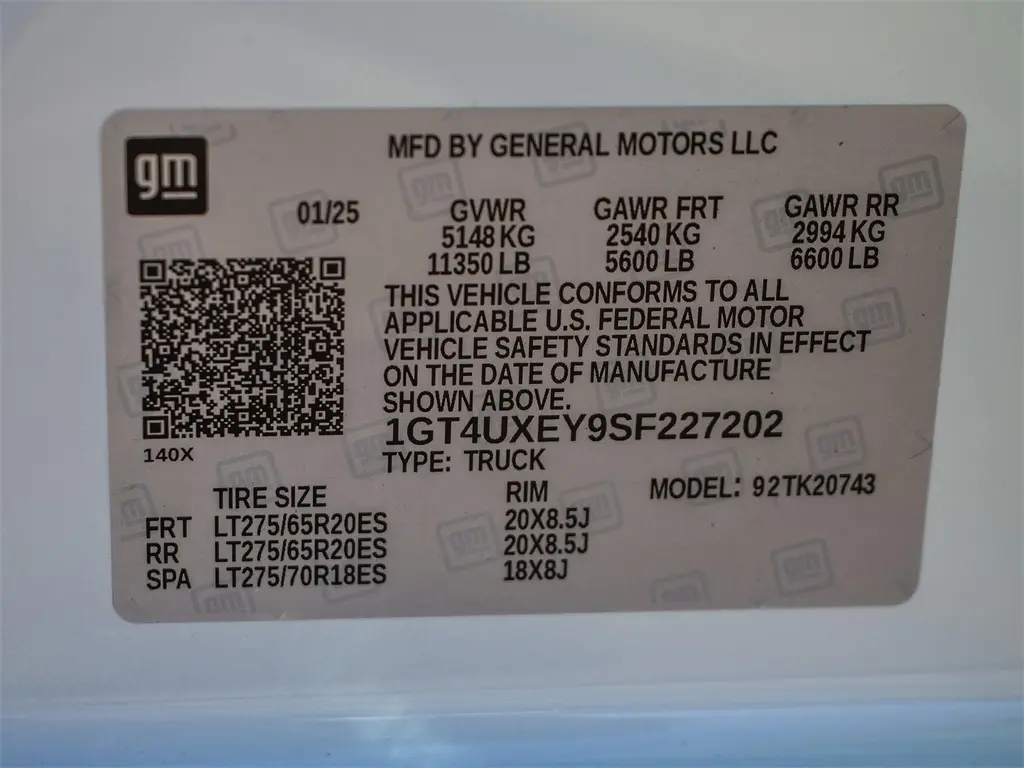 gm
MFD BY GENERAL MOTORS LLC
01/25 GVWR GAWR FRT GAWR RR
5148 KG 2540 KG 2994 KG
11350 LB 5600 LB 6600 LB
THIS VEHICLE CONFORMS TO ALL
APPLICABLE U.S. FEDERAL MOTOR
VEHICLE SAFETY STANDARDS IN EFFECT
ON THE DATE OF MANUFACTURE
SHOWN ABOVE.
1GT4UXEY9SF227202
140X
TYPE: TRUCK
TIRE SIZE RIM MODEL: 92TK20743
FRT LT275/65R20ES 20X8.5J
RR LT275/65R20ES 20X8.5J
SPA LT275/70R18ES 18X8J